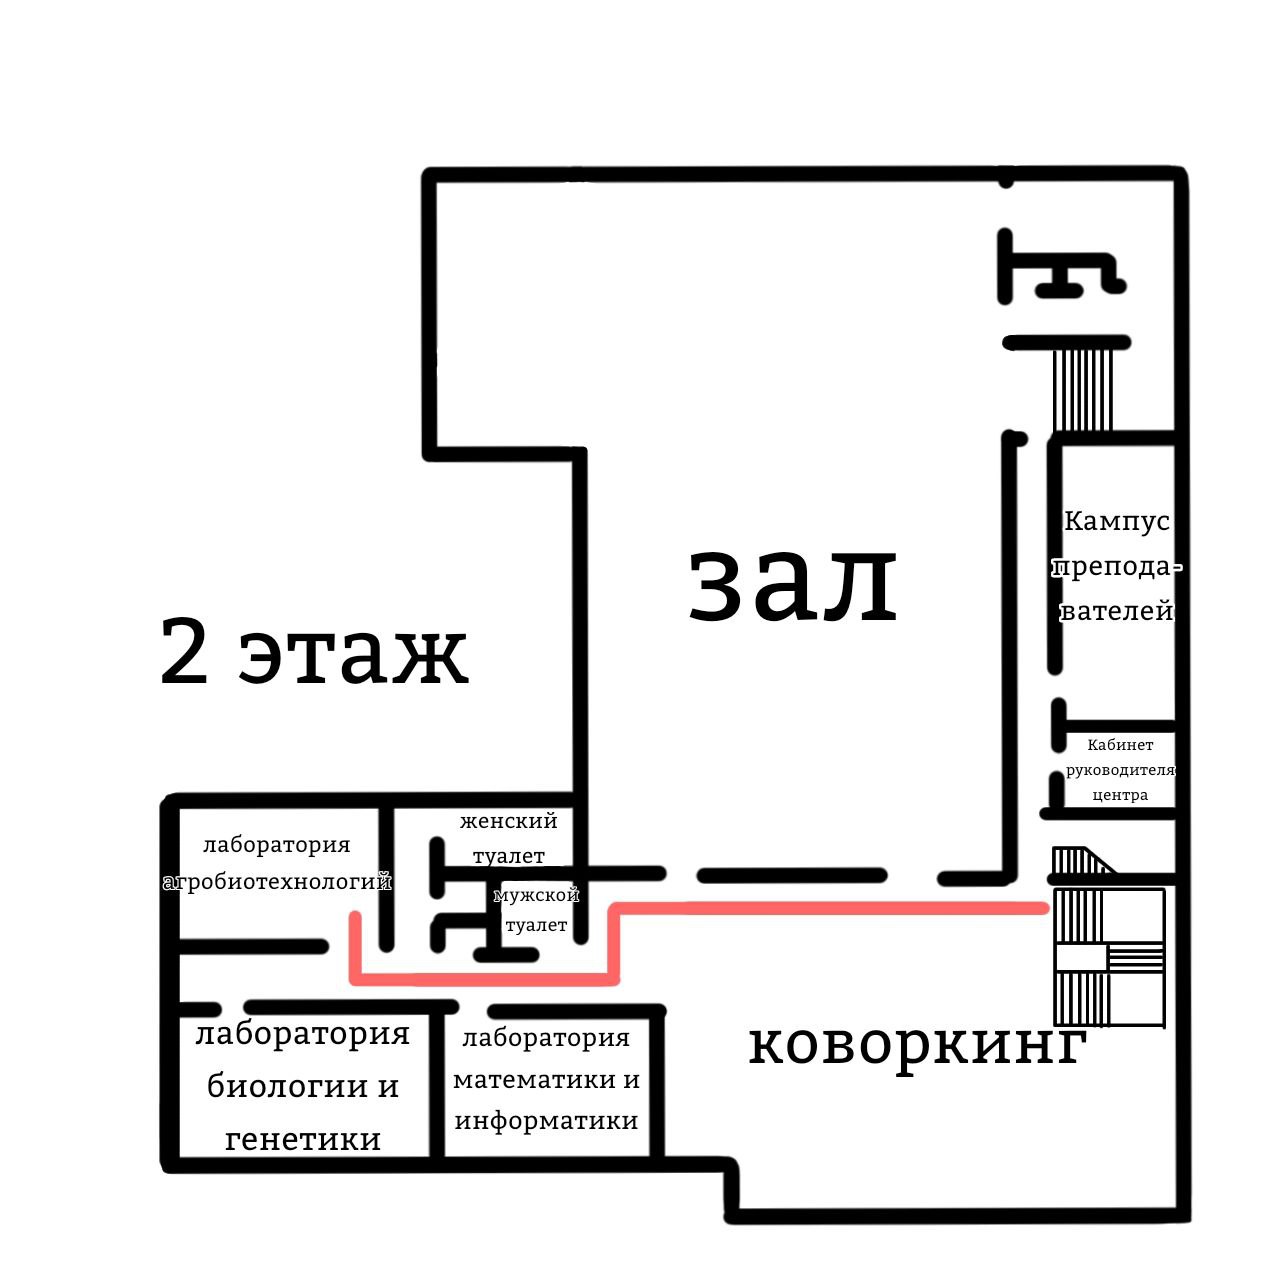 Кампус
препода-
вателей
зал
2 этаж
Кабинет
руководителя
центра
женский
туалет
лаборатория
агробиотехнологий
мужской
туалет
лаборатория
биологии и
генетики
лаборатория
математики и
информатики
коворкинг